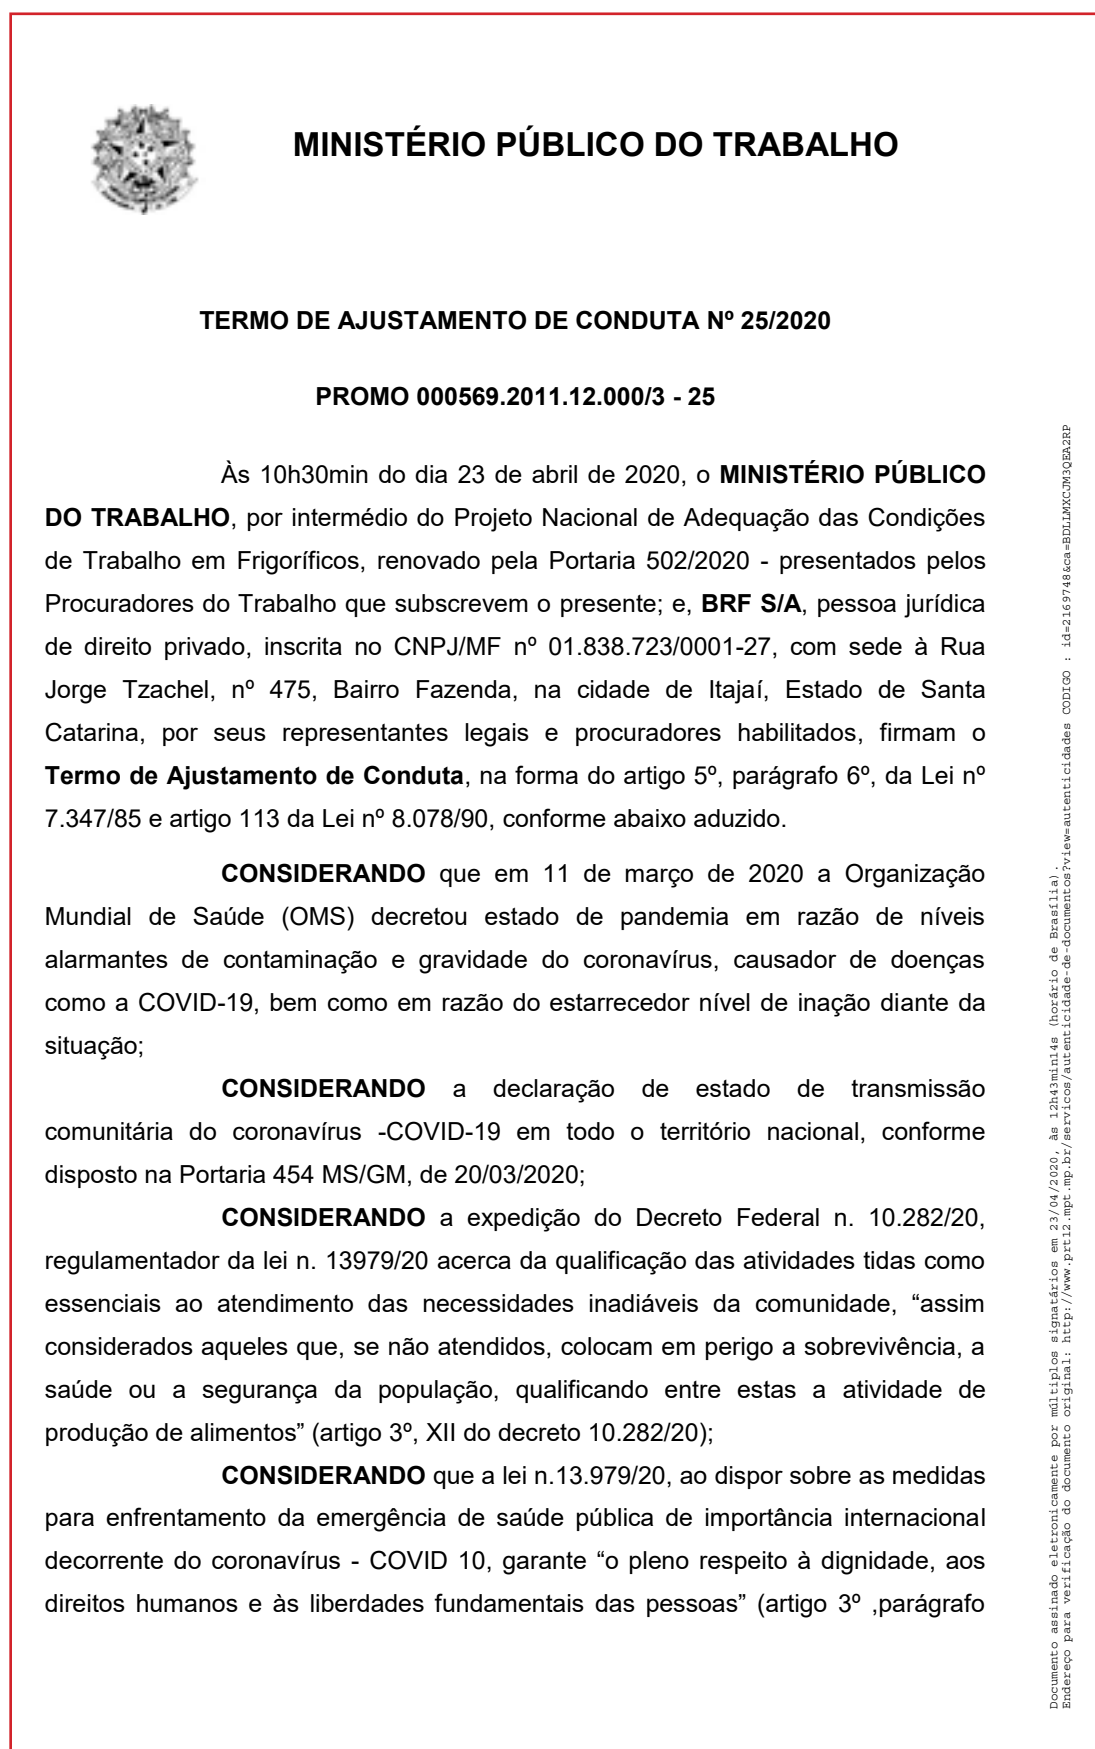 MINISTÉRIO PÚBLICO DO TRABALHO
TERMO DE AJUSTAMENTO DE CONDUTA Nº 25/2020
PROMO 000569.2011.12.000/3 - 25
Às 10h30min do dia 23 de abril de 2020, o MINISTÉRIO PÚBLICO
DO TRABALHO, por intermédio do Projeto Nacional de Adequação das Condições
de Trabalho em Frigoríficos, renovado pela Portaria 502/2020 - presentados pelos
Procuradores do Trabalho que subscrevem o presente; e, BRF S/A, pessoa jurídica
de direito privado, inscrita no CNPJ/MF nº 01.838.723/0001-27, com sede à Rua
Jorge Tzachel, nº 475, Bairro Fazenda, na cidade de Itajaí, Estado de Santa
Catarina, por seus representantes legais e procuradores habilitados, firmam o
Termo de Ajustamento de Conduta, na forma do artigo 5º, parágrafo 6º, da Lei nº
7.347/85 e artigo 113 da Lei nº 8.078/90, conforme abaixo aduzido.
CONSIDERANDO que em 11 de março de 2020 a Organização
Mundial de Saúde (OMS) decretou estado de pandemia em razão de níveis
alarmantes de contaminação e gravidade do coronavírus, causador de doenças
como a COVID-19, bem como em razão do estarrecedor nível de inação diante da
situação;
CONSIDERANDO a declaração de estado de transmissão
comunitária do coronavírus -COVID-19 em todo o território nacional, conforme
disposto na Portaria 454 MS/GM, de 20/03/2020;
CONSIDERANDO a expedição do Decreto Federal n. 10.282/20,
regulamentador da lei n. 13979/20 acerca da qualificação das atividades tidas como
essenciais ao atendimento das necessidades inadiáveis da comunidade, “assim
considerados aqueles que, se não atendidos, colocam em perigo a sobrevivência, a
saúde ou a segurança da população, qualificando entre estas a atividade de
produção de alimentos” (artigo 3º, XII do decreto 10.282/20);
CONSIDERANDO que a lei n.13.979/20, ao dispor sobre as medidas
para enfrentamento da emergência de saúde pública de importância internacional
decorrente do coronavírus - COVID 10, garante “o pleno respeito à dignidade, aos
direitos humanos e às liberdades fundamentais das pessoas” (artigo 3º ,parágrafo
Documento assinado eletronicamente por múltiplos signatários em 23/04/2020, às 12h43min14s (horário de Brasília).
Endereço para verificação do documento original: http://www.prt12.mpt.mp.br/servicos/autenticidade-de-documentos?view=autenticidades CODIGO : id=2169748&ca=BDLLMXCJM3QEA2RP